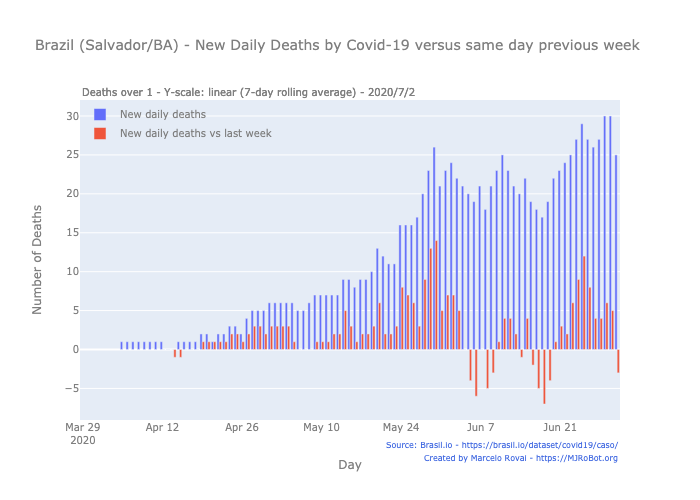 Brazil (Salvador/BA) - New Daily Deaths by Covid-19 versus same day previous week
Deaths over 1 - Y-scale: linear (7-day rolling average) - 2020/7/2
New daily deaths
New daily deaths vs last week
30
25
20
15
10
5
0
−5
Number of Deaths
Mar 29
2020
Apr 12
Apr 26
May 10
May 24
Jun 7
Jun 21
Day
Source: Brasil.io - https://brasil.io/dataset/covid19/caso/
Created by Marcelo Rovai - https://MJRoBot.org